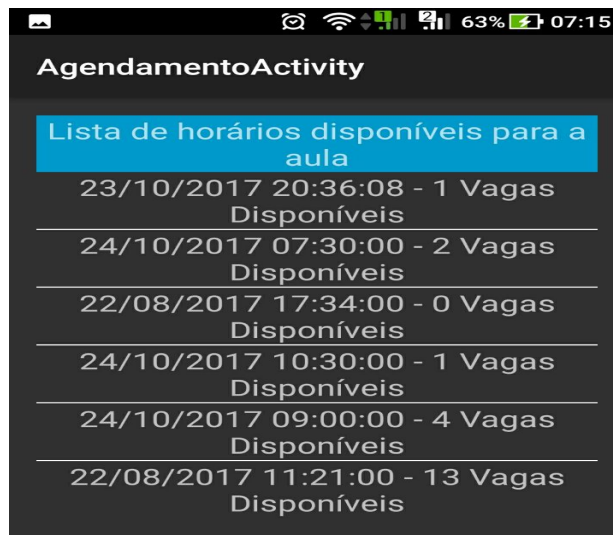 1 2 63% 07:15
AgendamentoActivity
Lista de horários disponíveis para a
aula
23/10/2017 20:36:08 - 1 Vagas
Disponíveis
24/10/2017 07:30:00 - 2 Vagas
Disponíveis
22/08/2017 17:34:00 - 0 Vagas
Disponíveis
24/10/2017 10:30:00 - 1 Vagas
Disponíveis
24/10/2017 09:00:00 - 4 Vagas
Disponíveis
22/08/2017 11:21:00 - 13 Vagas
Disponíveis